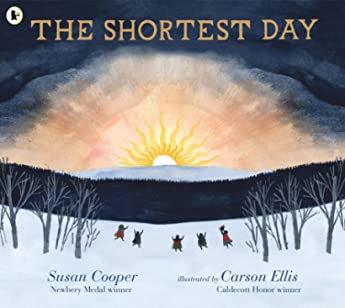 THE SHORTEST DAY
Susan Cooper
Newbery Medal winner
illustrated by Carson Ellis
Caldecott Honor winner